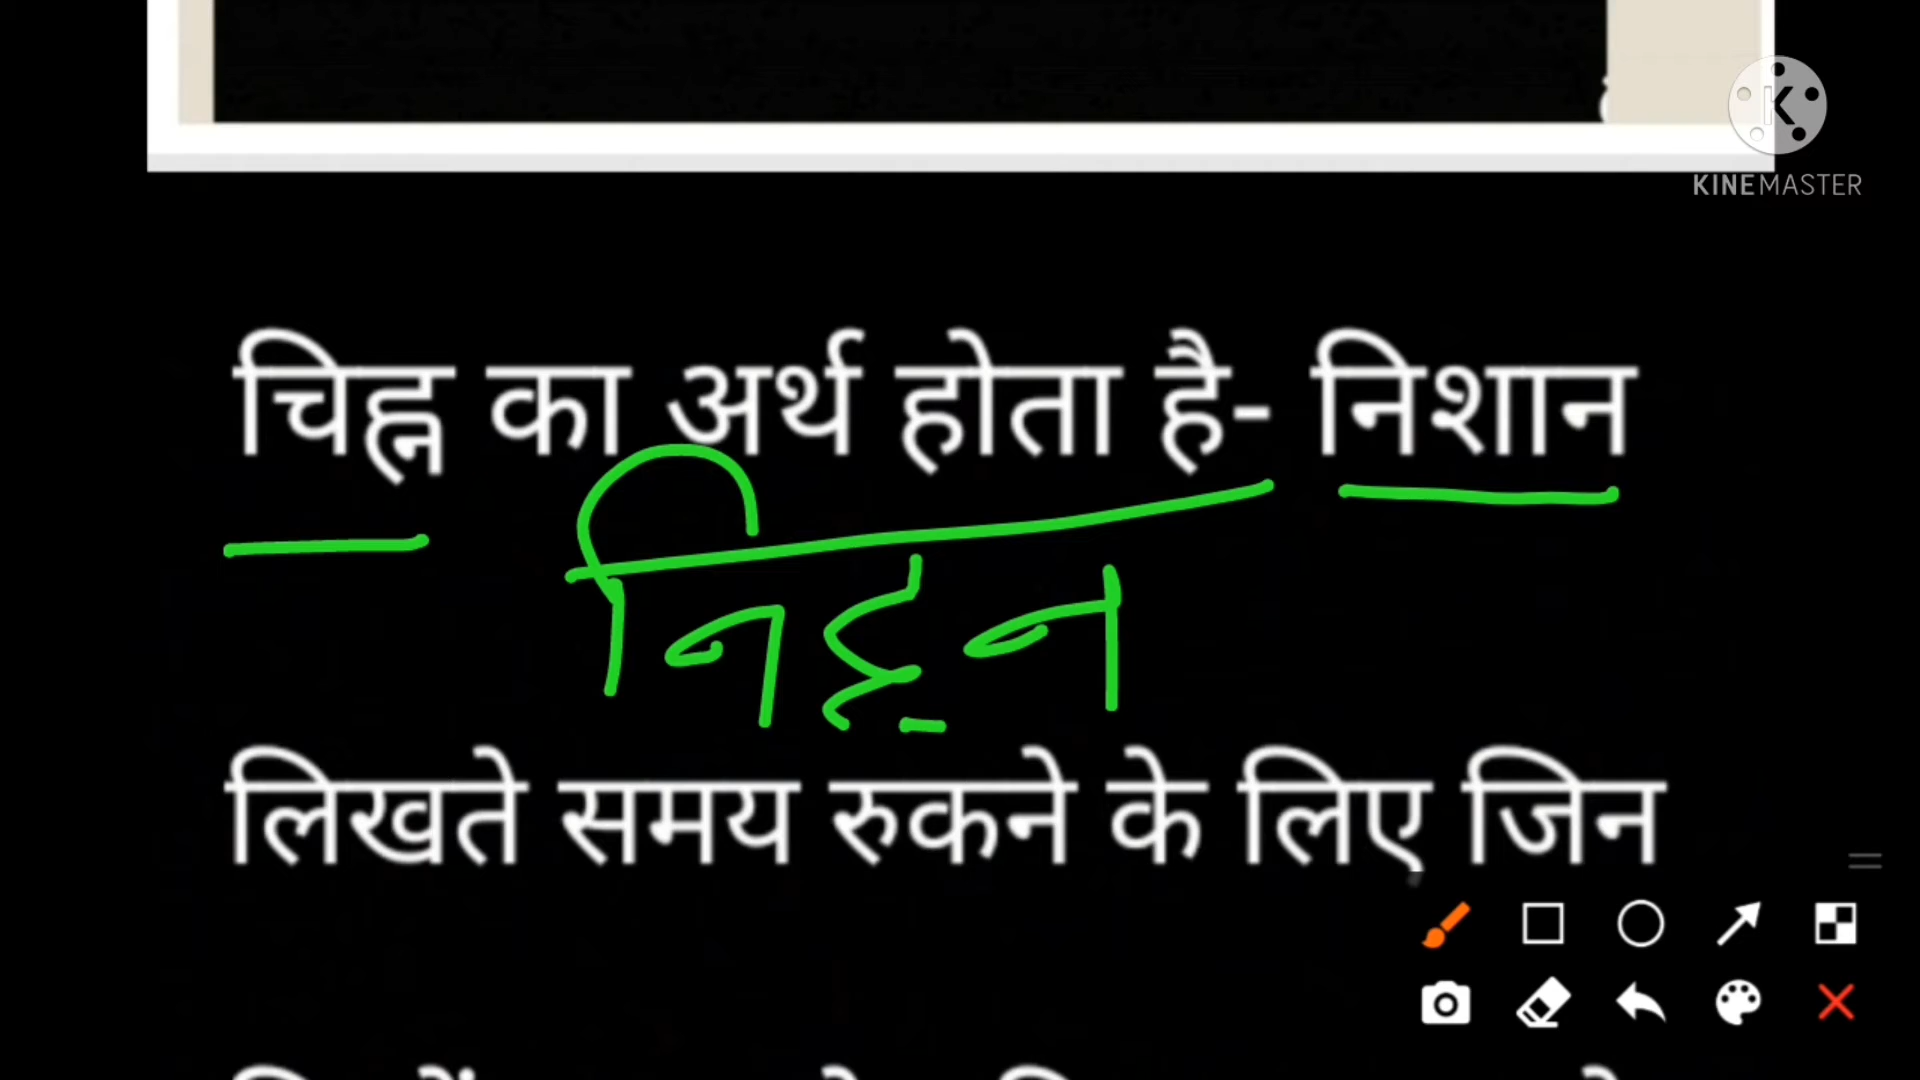 KINEMASTER
चिह्न का अर्थ होता है- निशान
निह्न
लिखते समय रुकने के लिए जिन